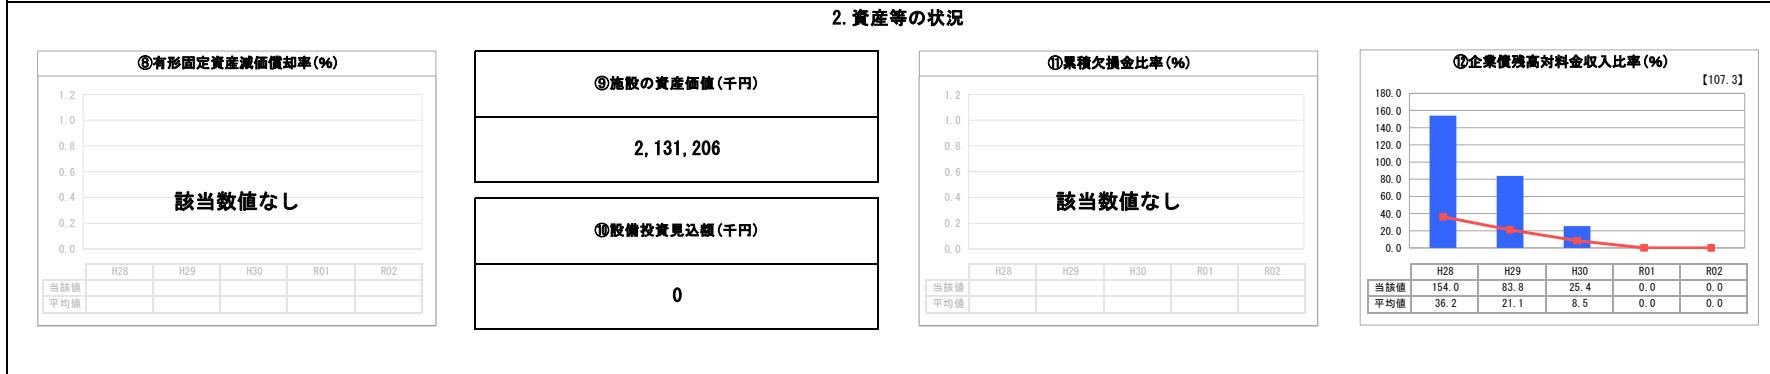 2. 資産等の状況
⑧有形固定資産減価償却率(%)
1.2
1.0
0.8
0.6
0.4
0.2
0.0
該当数値なし
H28 H29 H30 R01 R02
当該値
平均値
⑨施設の資産価値(千円)
2,131,206
⑩設備投資見込額(千円)
0
⑪累積欠損金比率(%)
1.2
1.0
0.8
0.6
0.4
0.2
0.0
該当数値なし
H28 H29 H30 R01 R02
当該値
平均値
⑫企業債残高対料金収入比率(%)
【107.3】
180.0
160.0
140.0
120.0
100.0
80.0
60.0
40.0
20.0
0.0
H28 H29 H30 R01 R02
当該値 154.0 83.8 25.4 0.0 0.0
平均値 36.2 21.1 8.5 0.0 0.0